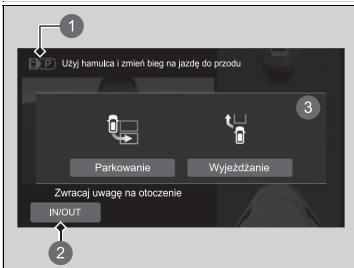 1
P Użyj hamulca i zmień bieg na jazdę do przodu
3
Parkowanie Wyjeżdżanie
Zwracaj uwagę na otoczenie
IN/OUT
2